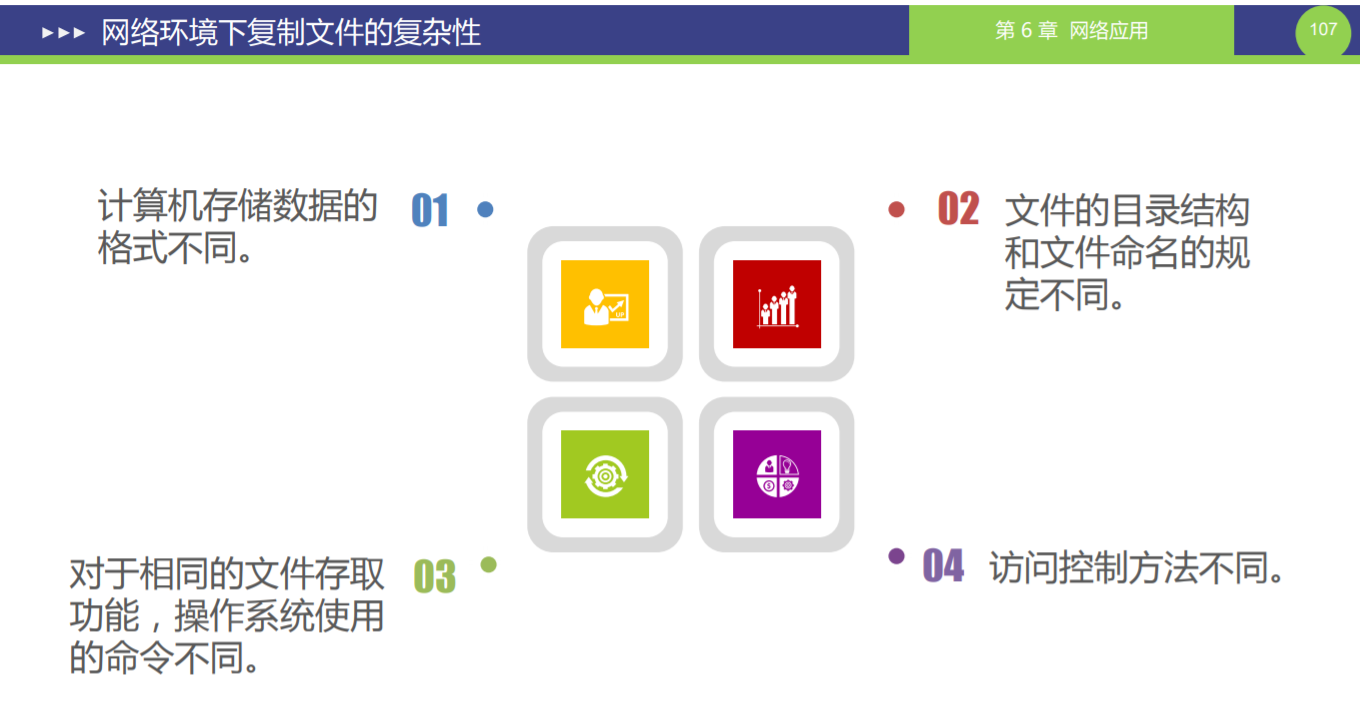 ►►► 网络环境下复制文件的复杂性
第 6 章 网络应用
107
计算机存储数据的
格式不同。
01
02
文件的目录结构
和文件命名的规
定不同。
UP
对于相同的文件存取
功能，操作系统使用
的命令不同。
03
04
访问控制方法不同。